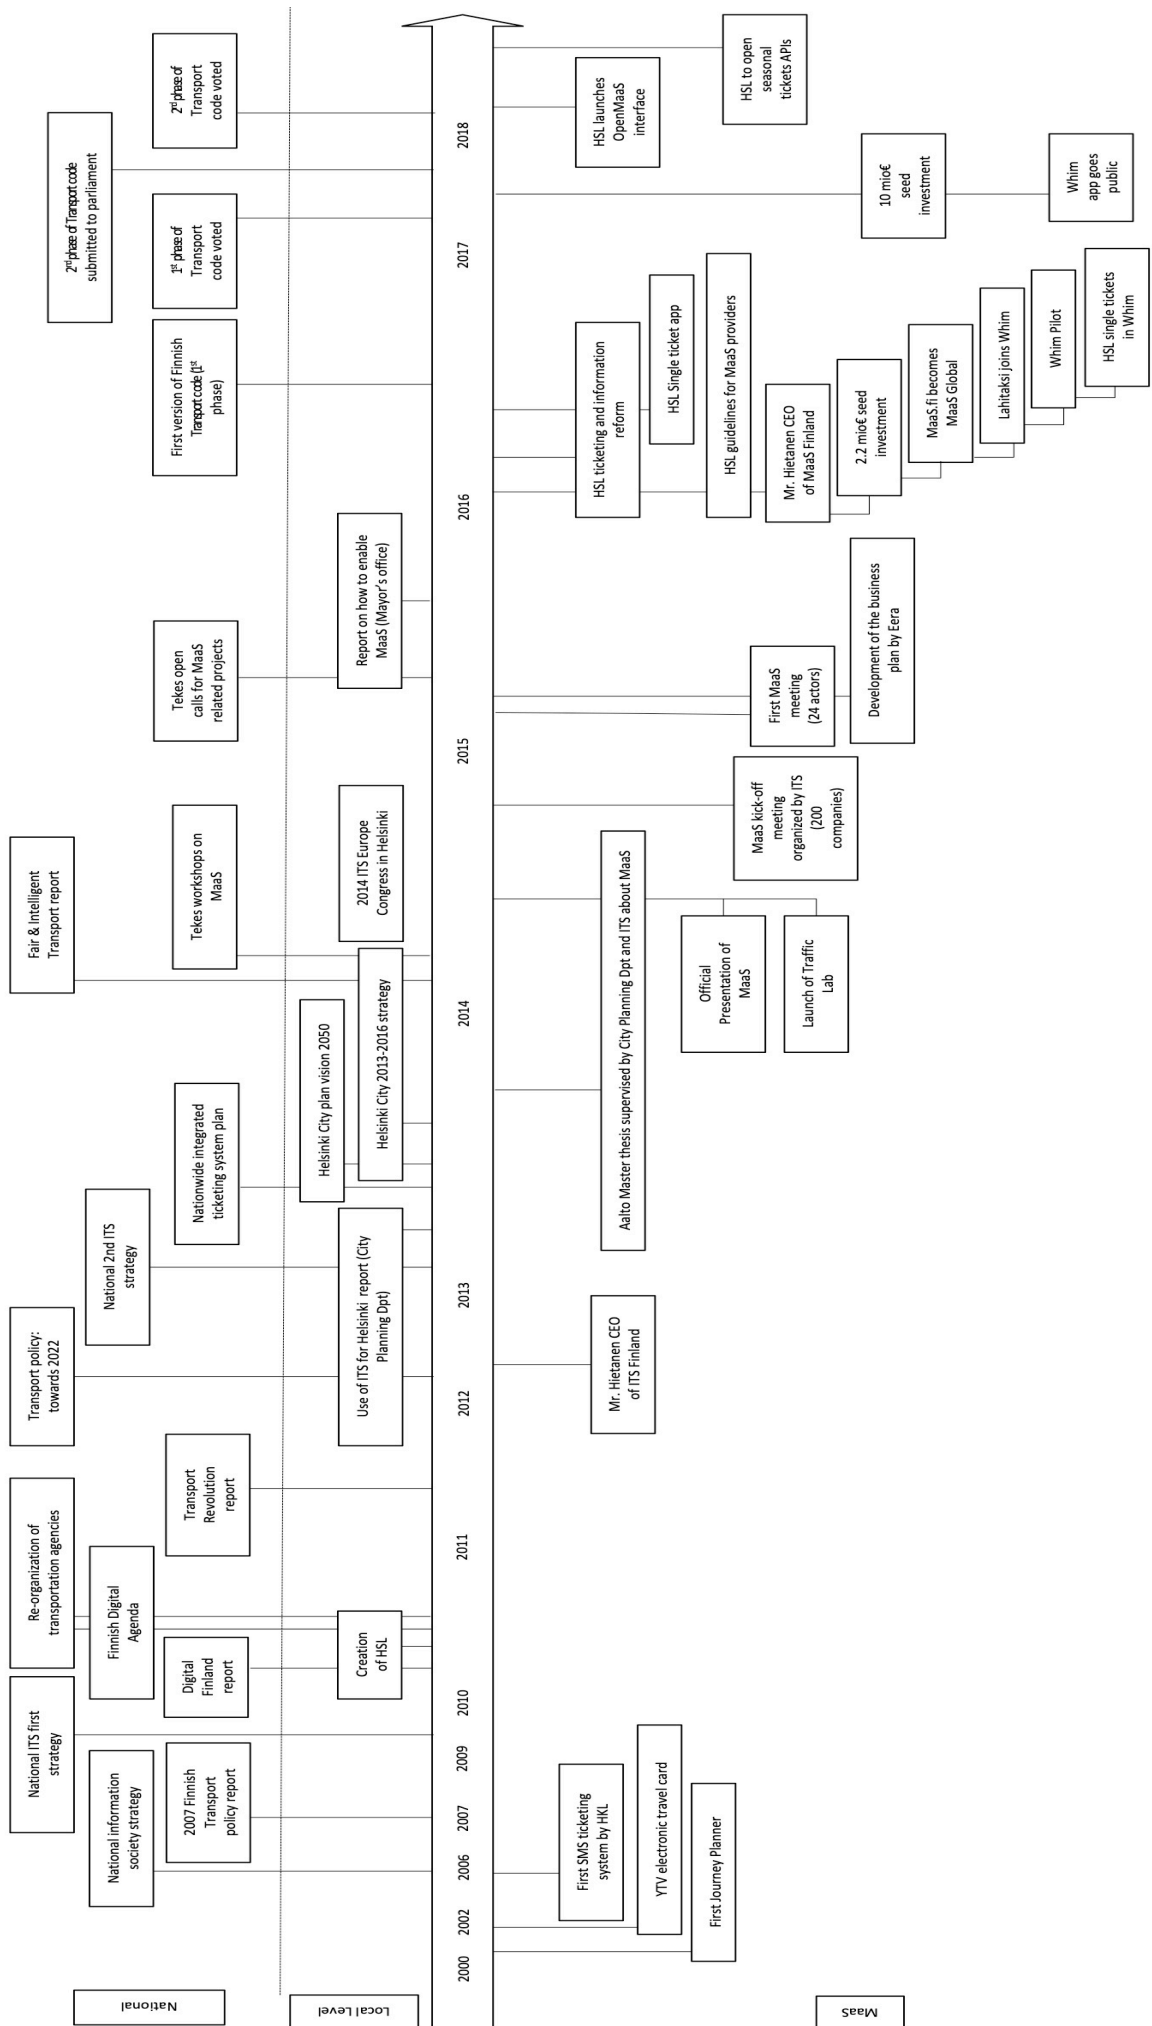 National
National information
society strategy
National ITS first
strategy
2007 Finnish
Transport
policy report
Digital
Finland
report
Finnish Digital
Agenda
Re-organization of
transportation agencies
Transport
Revolution
report
Transport policy:
towards 2022
National 2nd ITS
strategy
Nationwide integrated
ticketing system plan
Fair & Intelligent
Transport report
Tekes workshops on
MaaS
Tekes open
calls for MaaS
related projects
First version of Finnish
Transport code (1st
phase)
1st phase of
Transport
code voted
2nd phase of Transport code
submitted to parliament
2nd phase of
Transport
code voted
Local Level
Creation
of HSL
Use of ITS for Helsinki report (City
Planning Dpt)
Helsinki City plan vision 2050
Helsinki City 2013-2016 strategy
2014 ITS Europe
Congress in Helsinki
Report on how to enable
MaaS (Mayor's office)
2000
2002
2006
2007
2009
2010
2011
2012
2013
2014
2015
2016
2017
2018
MaaS
First SMS ticketing
system by HKL
YTV electronic travel card
First Journey Planner
Mr. Hietanen CEO
of ITS Finland
Aalto Master thesis supervised by City Planning Dpt and ITS about MaaS
Official
Presentation of
MaaS
Launch of Traffic
Lab
MaaS kick-off
meeting
organized by ITS
(200
companies)
First MaaS
meeting
(24 actors)
Development of the business
plan by Eera
HSL ticketing and information
reform
HSL Single ticket app
HSL guidelines for MaaS providers
Mr. Hietanen CEO
of MaaS Finland
2.2 mio€ seed
investment
MaaS.fi becomes
MaaS Global
Lahitaksi joins Whim
Whim Pilot
HSL single tickets
in Whim
10 mio€
seed
investment
Whim
app goes
public
HSL launches
OpenMaaS
interface
HSL to open
seasonal
tickets APIs